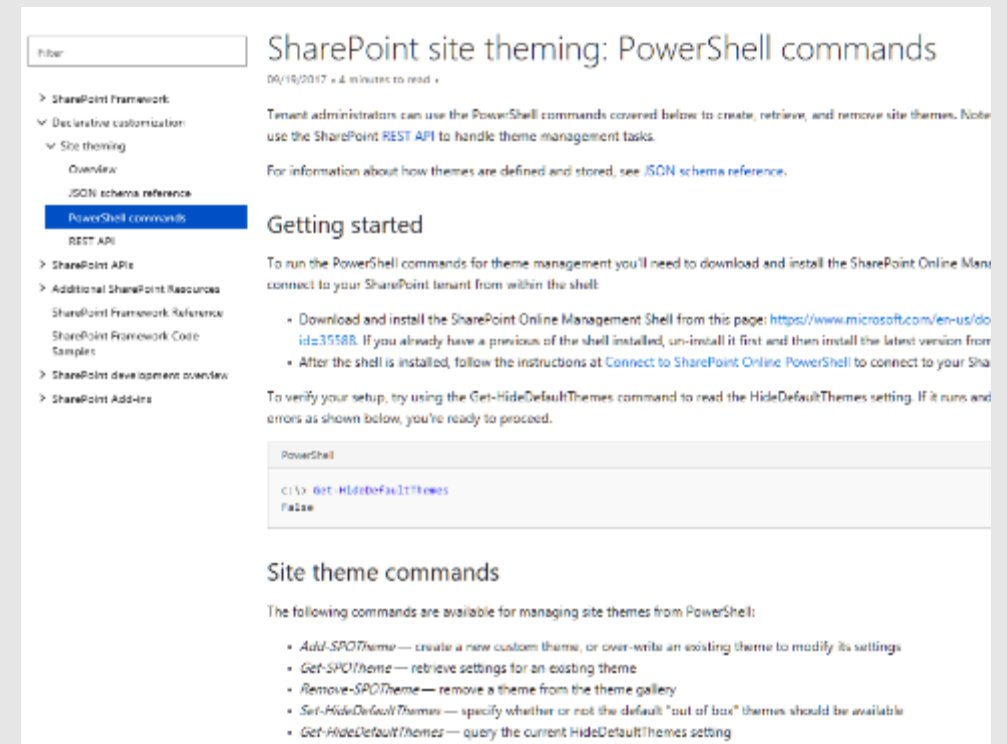 Filter
SharePoint Framework
Declarative customization
Site theming
Overview
JSON schema reference
PowerShell commands
REST API
SharePoint APIs
Additional SharePoint Resources
SharePoint Framework Reference
SharePoint Framework Code
Samples
SharePoint development overview
SharePoint Add-ins
SharePoint site theming: PowerShell commands
09/19/2017 • 4 minutes to read •
Tenant administrators can use the PowerShell commands covered below to create, retrieve, and remove site themes. Note
use the SharePoint REST API to handle theme management tasks.
For information about how themes are defined and stored, see JSON schema reference.
Getting started
To run the PowerShell commands for theme management you'll need to download and install the SharePoint Online Mana
connect to your SharePoint tenant from within the shell:
• Download and install the SharePoint Online Management Shell from this page: https://www.microsoft.com/en-us/do
id=35588. If you already have a previous of the shell installed, un-install it first and then install the latest version from
• After the shell is installed, follow the instructions at Connect to SharePoint Online PowerShell to connect to your Sha
To verify your setup, try using the Get-HideDefaultThemes command to read the HideDefaultThemes setting. If it runs and
errors as shown below, you're ready to proceed.
PowerShell
c:\> Get-HideDefaultThemes
False
Site theme commands
The following commands are available for managing site themes from PowerShell:
• Add-SPOTheme — create a new custom theme, or over-write an existing theme to modify its settings
• Get-SPOTheme — retrieve settings for an existing theme
• Remove-SPOTheme — remove a theme from the theme gallery
• Set-HideDefaultThemes — specify whether or not the default "out of box" themes should be available
• Get-HideDefaultThemes — query the current HideDefaultThemes setting